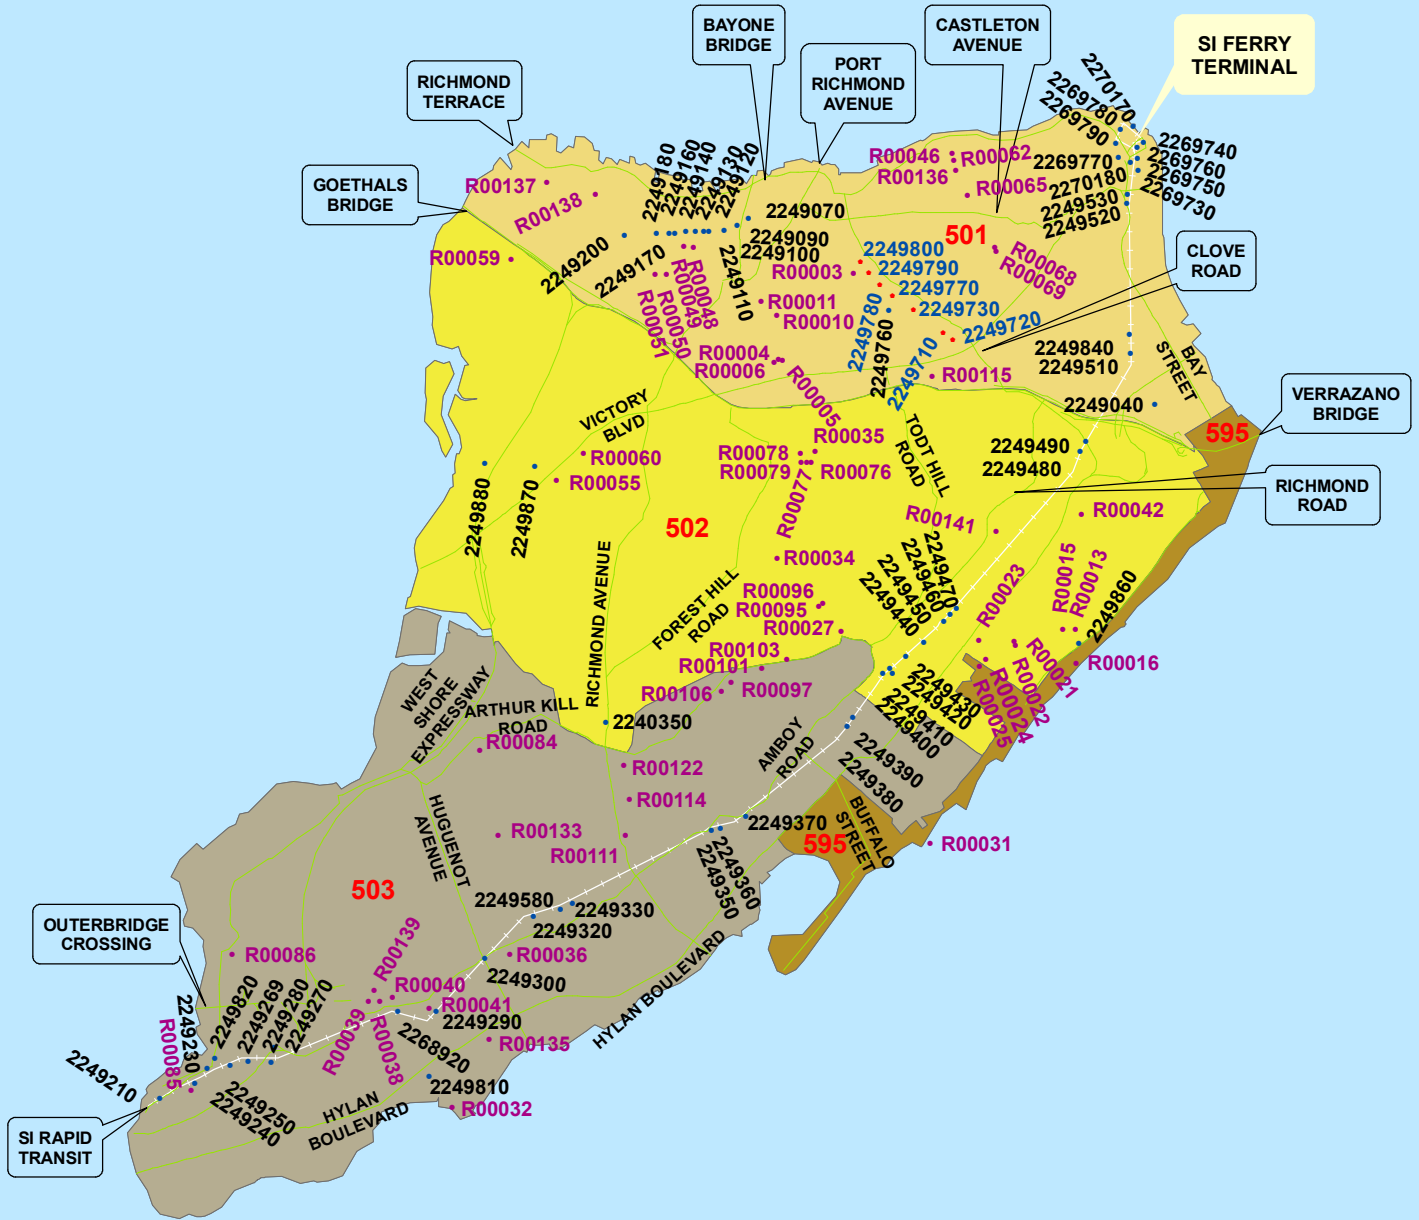 BAYONE
BRIDGE
CASTLETON
AVENUE
SI FERRY
TERMINAL
RICHMOND
TERRACE
PORT
RICHMOND
AVENUE
GOETHALS
BRIDGE
2270170
2269780
2269790
2269740
2269760
2269750
2269730
2269770
2270180
2249530
2249520
R00046
R00062
R00136
R00065
R00137
R00138
2249180
2249160
2249140
2249130
2249120
2249070
2249090
2249100
2249110
2249200
2249170
R00059
R00048
R00049
R00050
R00051
501
R00068
R00069
CLOVE
ROAD
2249800
2249790
2249770
2249730
2249720
2249780
2249760
2249710
R00003
R00011
R00010
R00004
R00006
R00005
R00115
2249840
2249510
BAY
STREET
2249040
VERRAZANO
BRIDGE
595
VICTORY
BLVD
TODT HILL
ROAD
2249490
2249480
RICHMOND
ROAD
R00060
R00055
2249880
2249870
R00035
R00078
R00079
R00076
R00077
502
R00141
R00042
R00034
RICHMOND AVENUE
FOREST HILL
ROAD
R00096
R00095
R00027
R00103
R00101
R00106
R00097
2249470
2249460
2249450
2249440
R00023
R00015
R00013
2249860
R00016
R00021
R00022
R00024
R00025
2249430
2249420
2249410
2249400
WEST
SHORE
EXPRESSWAY
ARTHUR KILL
ROAD
2240350
R00084
AMBOY
ROAD
2249390
2249380
R00122
R00114
HUGUENOT
AVENUE
R00133
R00111
2249370
595
BUFFALO
STREET
R00031
2249360
2249350
503
2249580
2249330
2249320
OUTERBRIDGE
CROSSING
R00086
R00139
R00036
2249300
HYLAN BOULEVARD
2249820
2249269
2249280
2249270
2249230
R00085
R00040
R00041
R00039
R00038
2249290
2268920
R00135
2249210
2249250
2249240
2249810
R00032
HYLAN
BOULEVARD
SI RAPID
TRANSIT